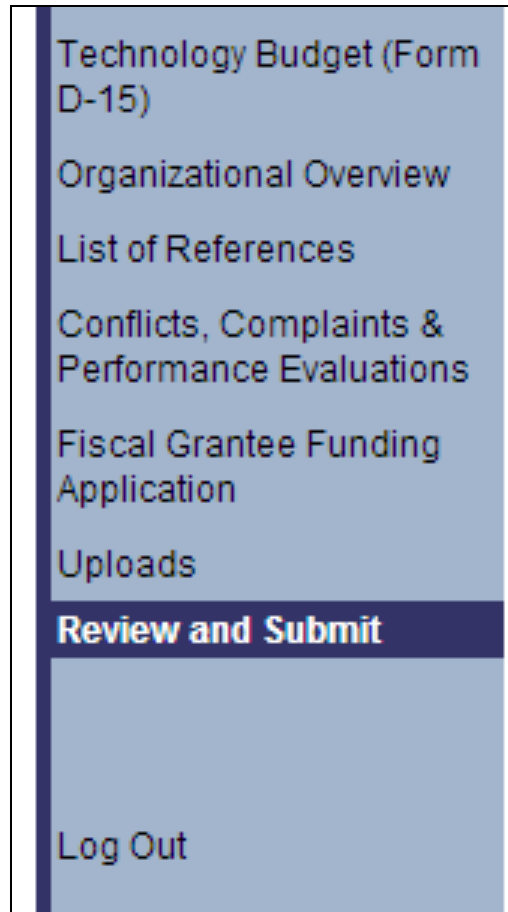 Technology Budget (Form
D-15)
Organizational Overview
List of References
Conflicts, Complaints &
Performance Evaluations
Fiscal Grantee Funding
Application
Uploads
Review and Submit
Log Out